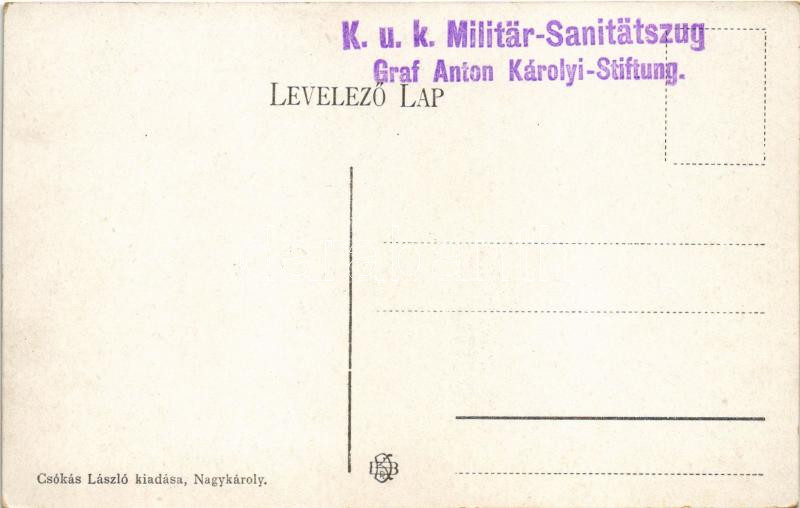 K. u. k. Militär-Sanitätszug
Graf Anton Károlyi-Stiftung.
LEVELEZŐ LAP
Csókás László kiadása, Nagykároly.